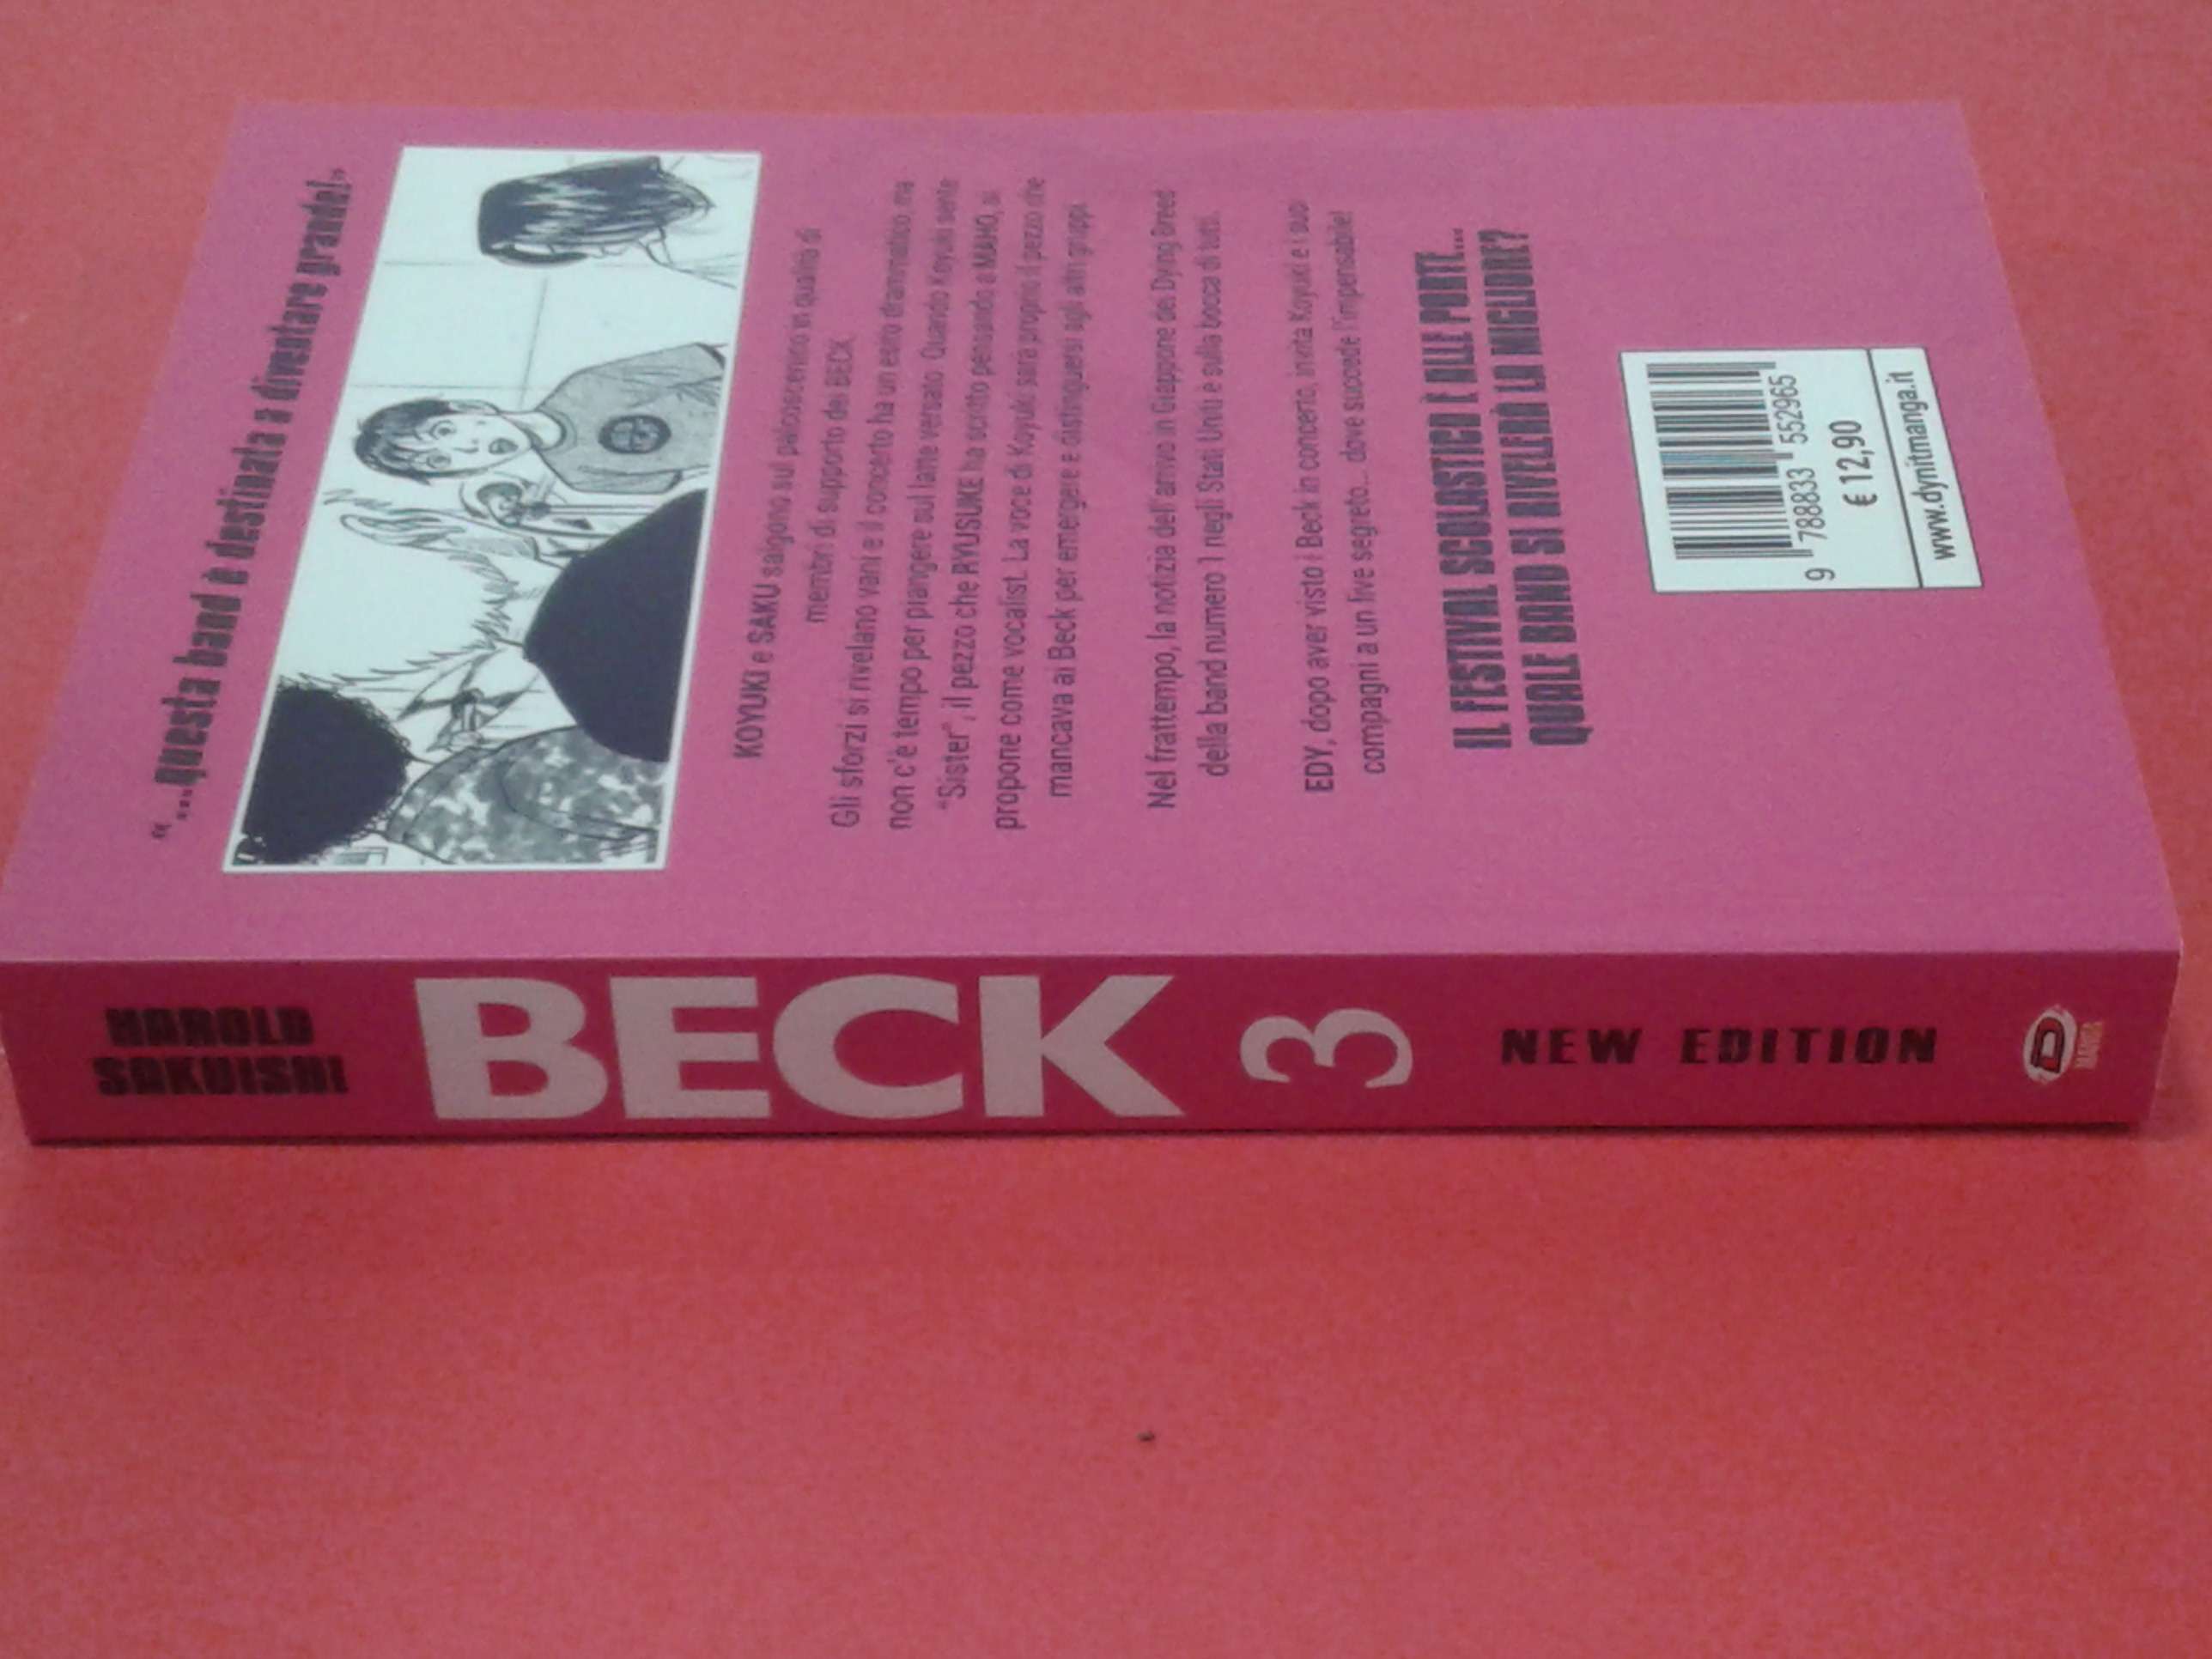 “...questa band è destinata a diventare grande!”
KOYUKI e SAKU salgono sul palcoscenico in qualità di
membri di supporto dei BECK.
Gli sforzi si rivelano vani e il concerto ha un esito drammatico, ma
non c'è tempo per piangere sul latte versato. Quando Koyuki sente
“Sister”, il pezzo che RYUSUKE ha scritto pensando a MAHO, si
propone come vocalist. La voce di Koyuki sarà proprio il pezzo che
mancava ai Beck per emergere e distinguersi agli altri gruppi.
Nel frattempo, la notizia dell'arrivo in Giappone dei Dying Breed
della band numero 1 negli Stati Uniti è sulla bocca di tutti.
EDY, dopo aver visto i Beck in concerto, invita Koyuki e i suoi
compagni a un live segreto... dove succede l'impensabile!
IL FESTIVAL SCOLASTICO È ALLE PORTE...
QUALE BAND SI RIVELERÀ LA MIGLIORE?
9 788833 552965
€ 12,90
www.dynitmanga.it
HAROLD
SAKUISHI
BECK 3
NEW EDITION
D
MANGA